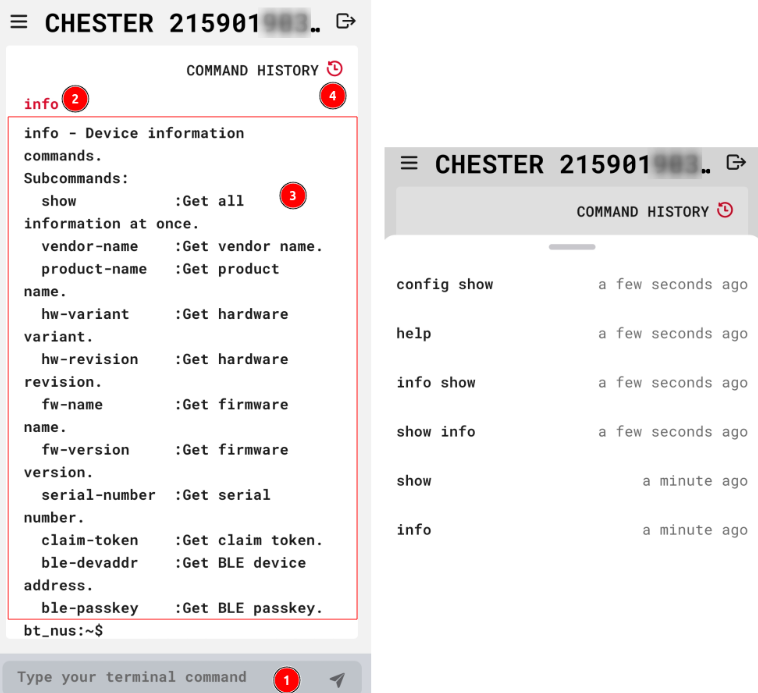 CHESTER 215901 …
COMMAND HISTORY
4
info 2
info - Device information
commands.
Subcommands:
show :Get all
3
information at once.
vendor-name :Get vendor name.
product-name :Get product
name.
hw-variant :Get hardware
variant.
hw-revision :Get hardware
revision.
fw-name :Get firmware
name.
fw-version :Get firmware
version.
serial-number :Get serial
number.
claim-token :Get claim token.
ble-devaddr :Get BLE device
address.
ble-passkey :Get BLE passkey.
bt_nus:~$
Type your terminal command 1
CHESTER 215901 …
COMMAND HISTORY
config show a few seconds ago
help a few seconds ago
info show a few seconds ago
show info a few seconds ago
show a minute ago
info a minute ago